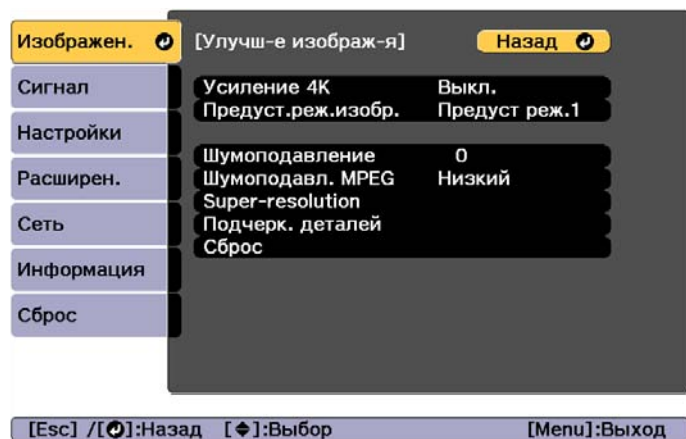 Изображен.
[Улучш-е изображ-я]
Назад
Сигнал
Настройки
Расширен.
Сеть
Информация
Сброс
Усиление 4K Выкл.
Предуст.реж.изобр. Предуст реж.1
Шумоподавление 0
Шумоподавл. MPEG Низкий
Super-resolution
Подчерк. деталей
Сброс
[Esc] /[ ]:Назад [ ]:Выбор [Menu]:Выход